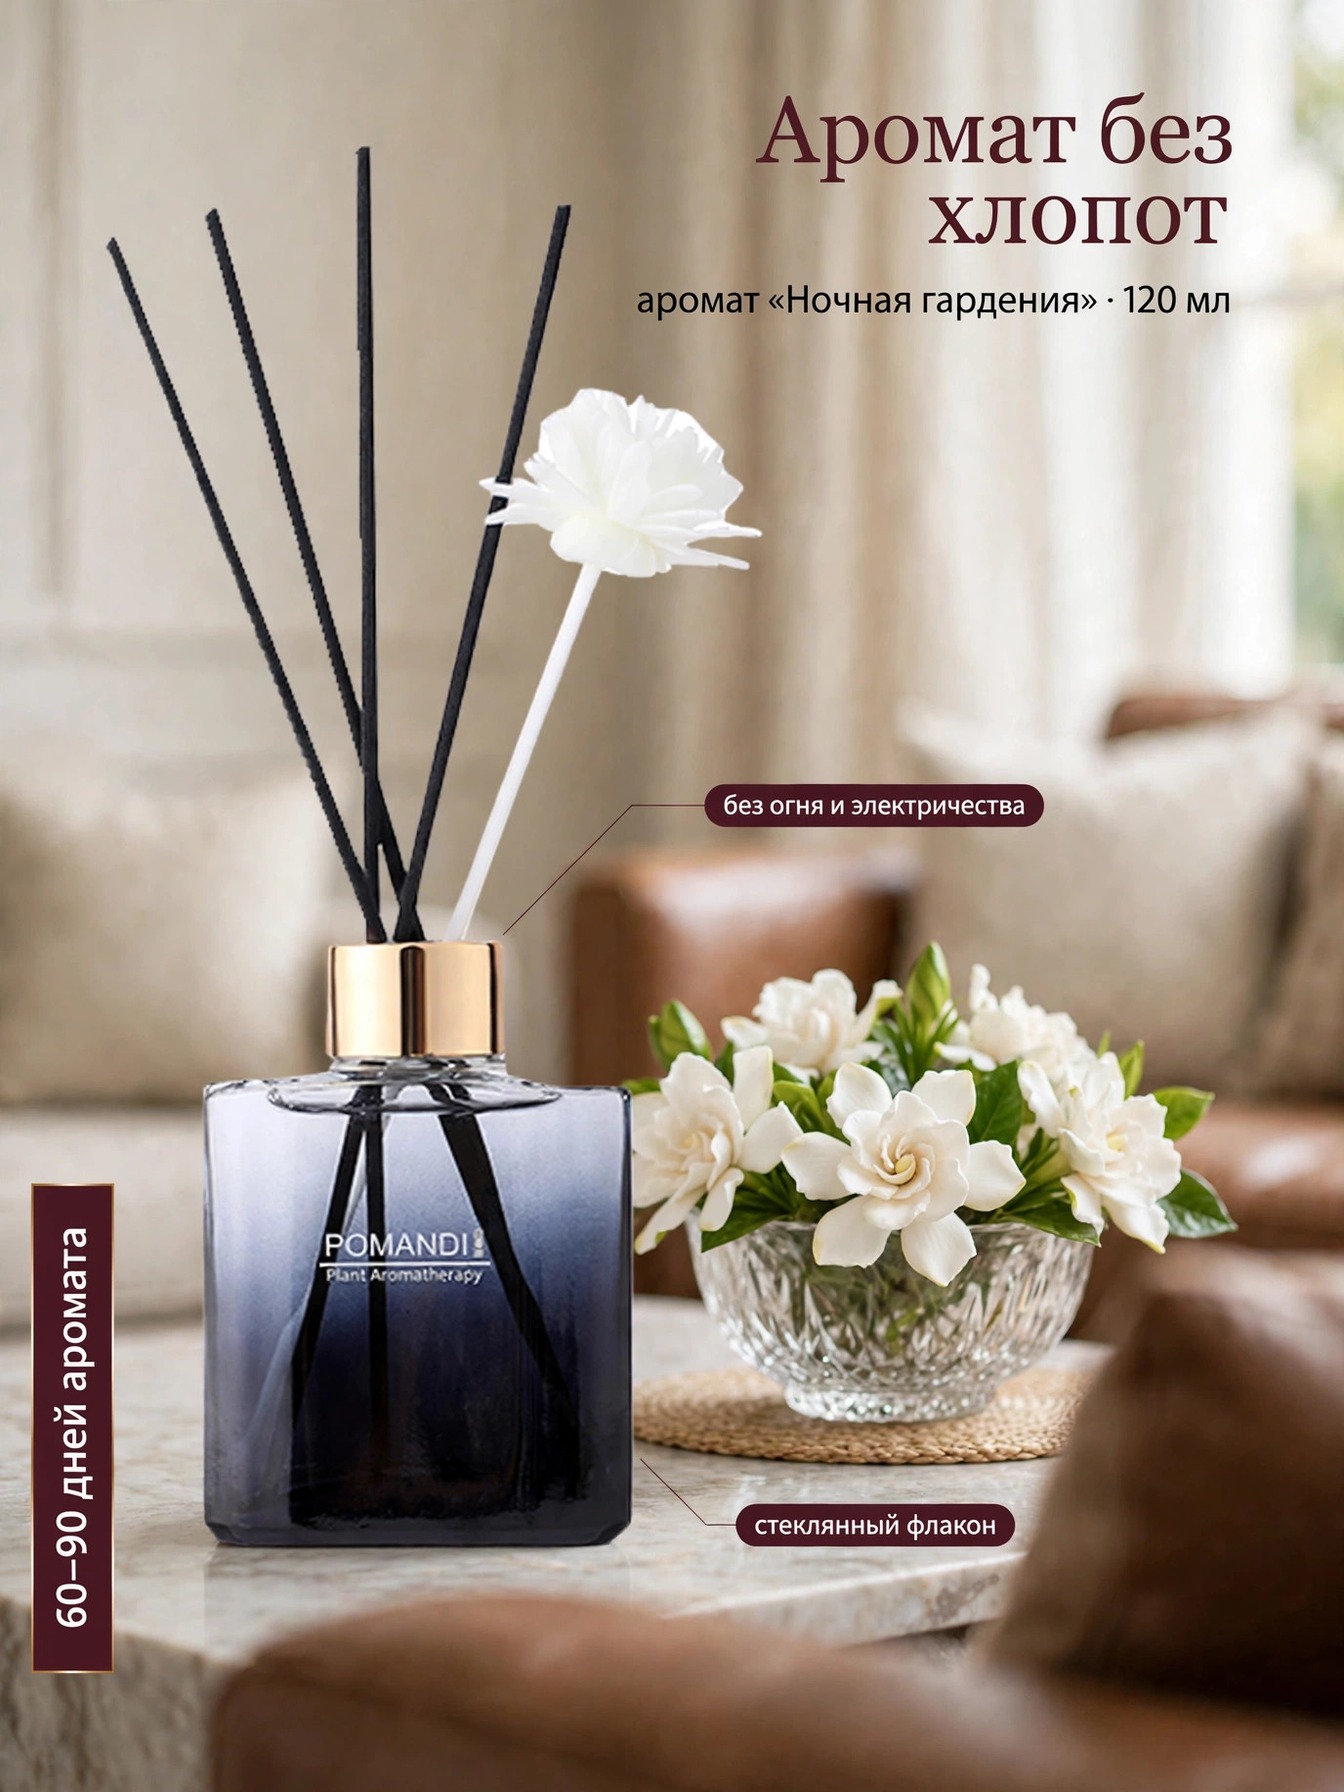 Аромат без
хлопот
аромат «Ночная гардения» · 120 мл
без огня и электричества
POMANDI
Plant Aromatherapy
60–90 дней аромата
стеклянный флакон